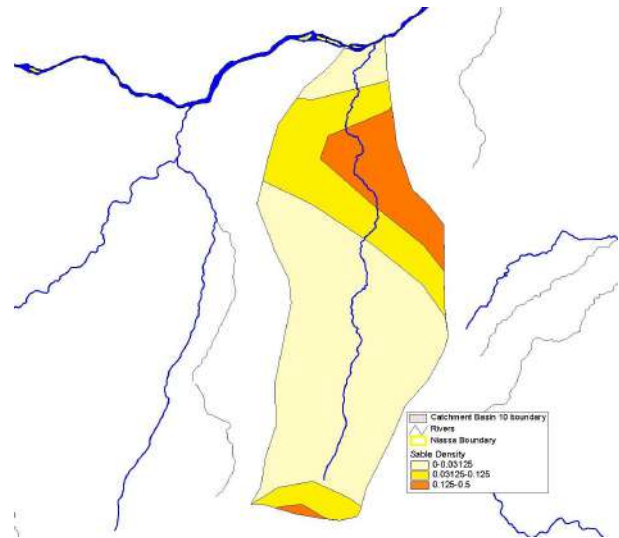 Catchment Basin 10 boundary
Rivers
Niassa Boundary
Sable Density
0-0.03125
0.03125-0.125
0.125-0.5